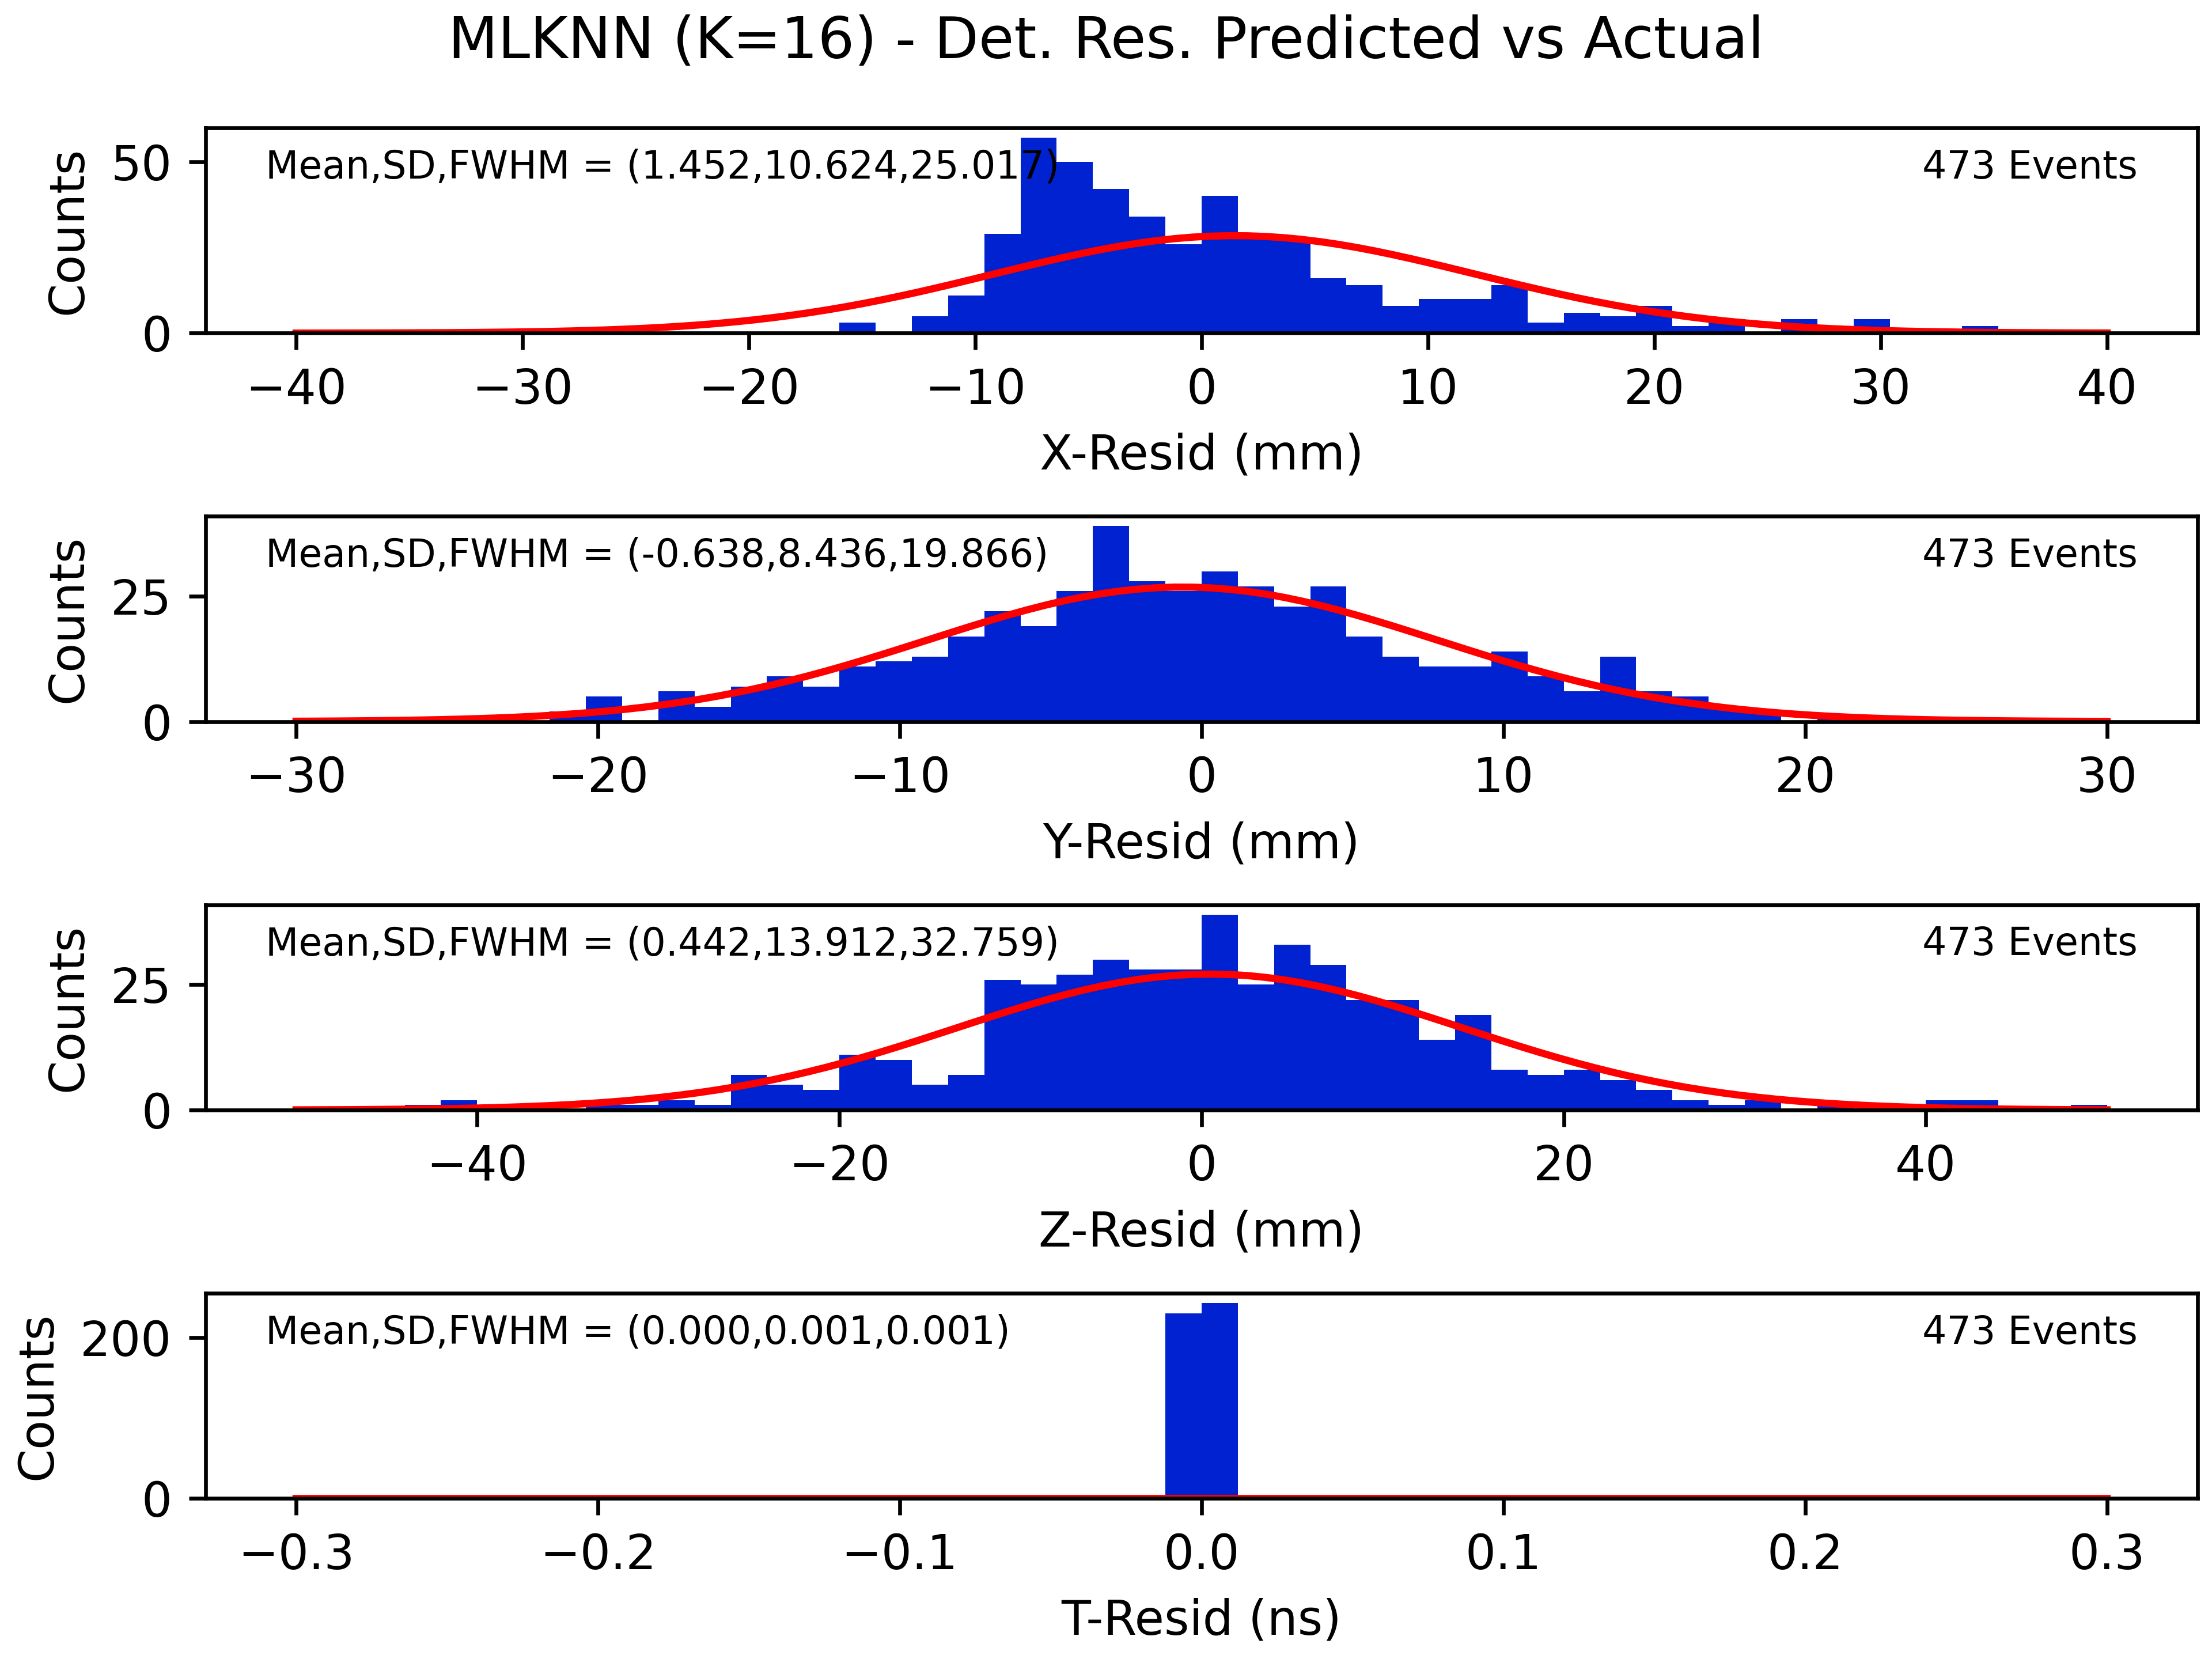 MLKNN (K=16) - Det. Res. Predicted vs Actual
Counts
50
0
Mean,SD,FWHM = (1.452,10.624,25.017)
473 Events
−40 −30 −20 −10 0 10 20 30 40
X-Resid (mm)
Counts
25
0
Mean,SD,FWHM = (-0.638,8.436,19.866)
473 Events
−30 −20 −10 0 10 20 30
Y-Resid (mm)
Counts
25
0
Mean,SD,FWHM = (0.442,13.912,32.759)
473 Events
−40 −20 0 20 40
Z-Resid (mm)
Counts
200
0
Mean,SD,FWHM = (0.000,0.001,0.001)
473 Events
−0.3 −0.2 −0.1 0.0 0.1 0.2 0.3
T-Resid (ns)